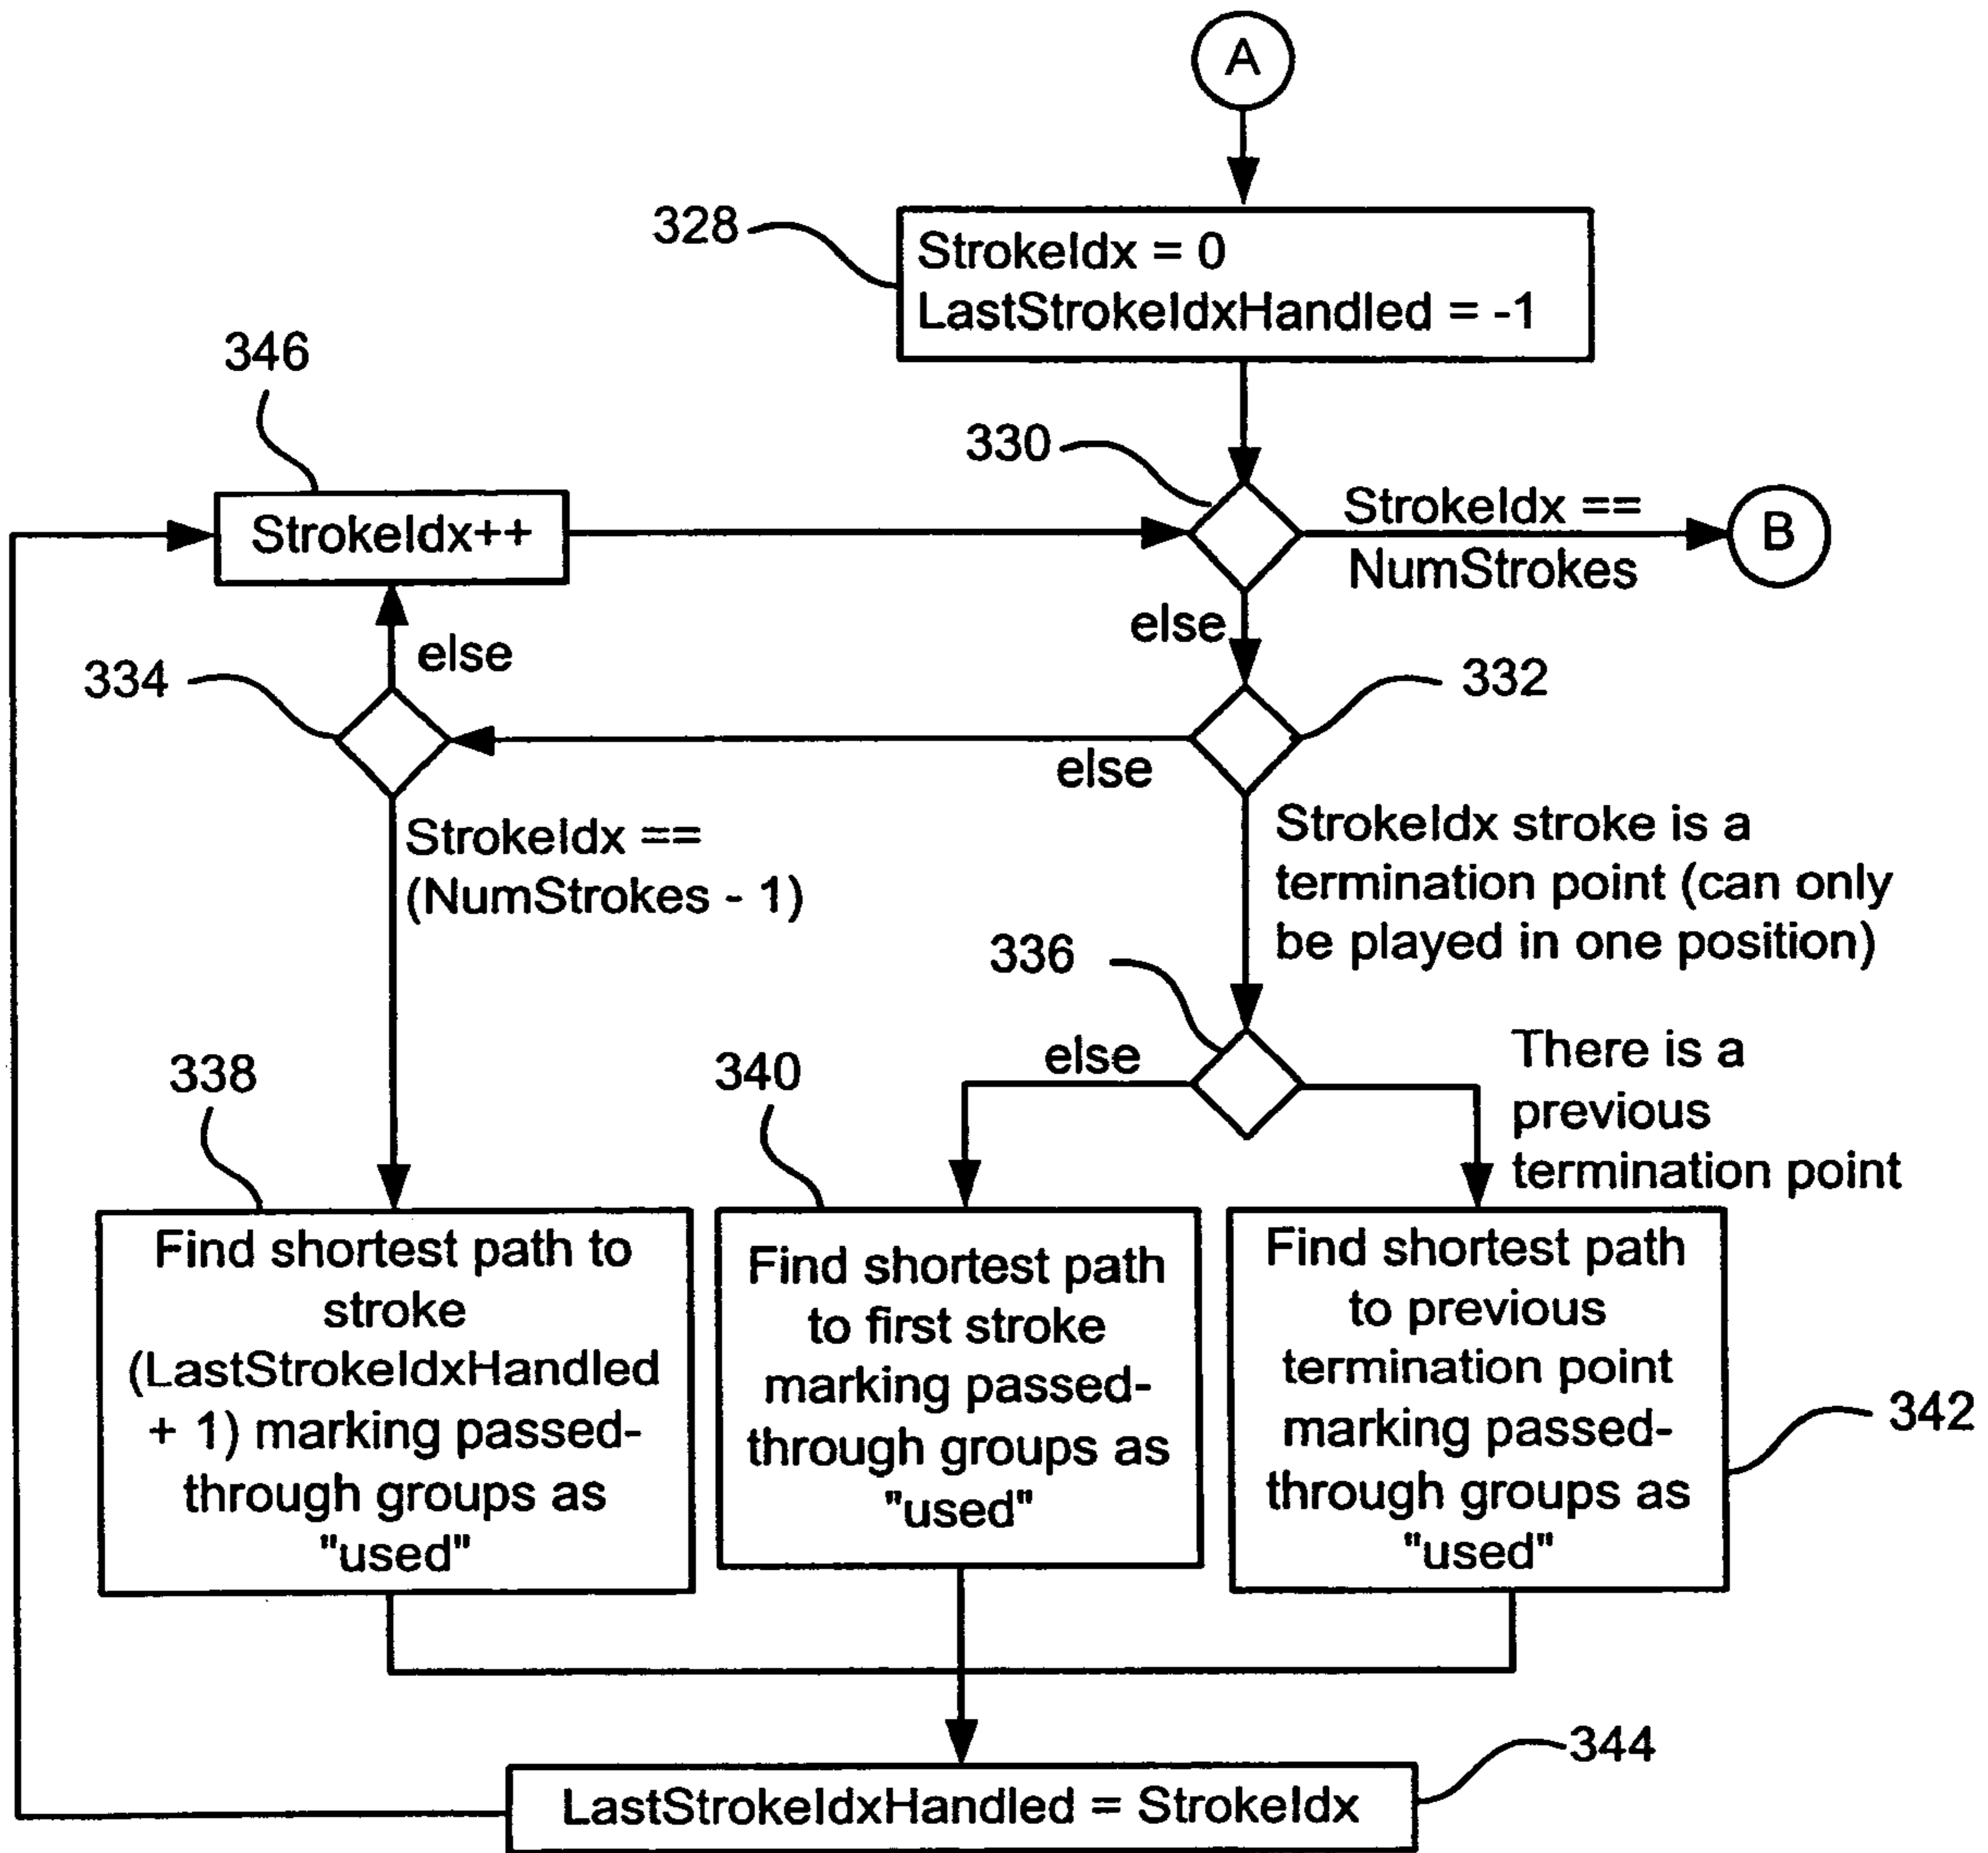 A
328
StrokeIdx = 0
LastStrokeIdxHandled = -1
346
330
StrokeIdx++
StrokeIdx ==
NumStrokes
B
else
else
334
332
else
StrokeIdx ==
(NumStrokes - 1)
StrokeIdx stroke is a
termination point (can only
be played in one position)
336
else
There is a
previous
termination point
338
340
Find shortest path to
stroke
(LastStrokeIdxHandled
+ 1) marking passed-
through groups as
"used"
Find shortest path
to first stroke
marking passed-
through groups as
"used"
Find shortest path
to previous
termination point
marking passed-
through groups as
"used"
342
344
LastStrokeIdxHandled = StrokeIdx